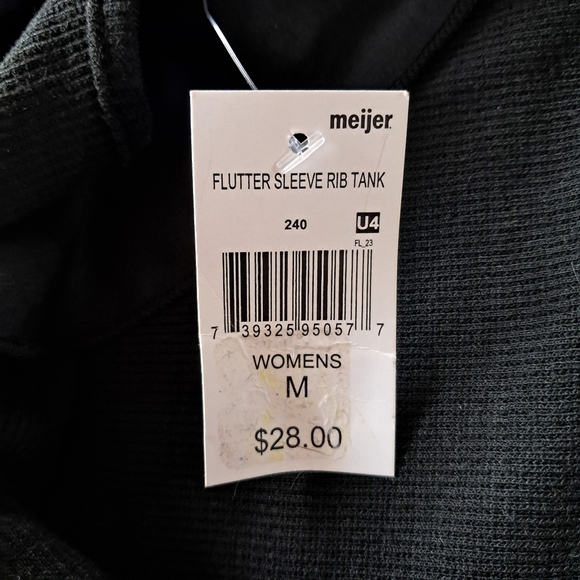 meijer.
FLUTTER SLEEVE RIB TANK
240 U4
FL_23
7 39325 95057 7
WOMENS
M
$28.00